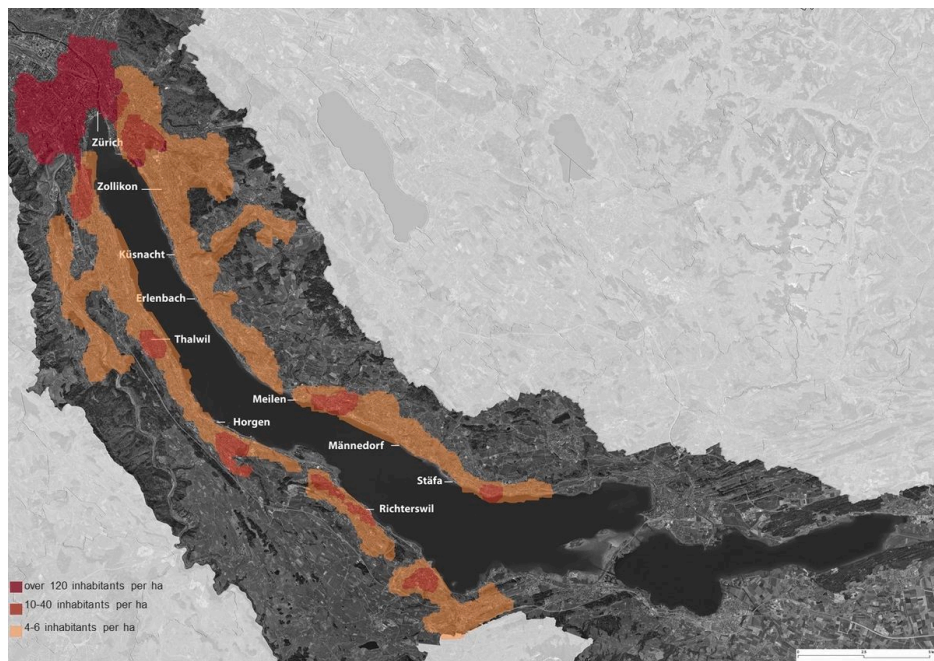 Zürich
Zollikon
Küsnacht
Erlenbach
Thalwil
Meilen
Horgen
Männedorf
Stäfa
Richterswil
over 120 inhabitants per ha
10-40 inhabitants per ha
4-6 inhabitants per ha